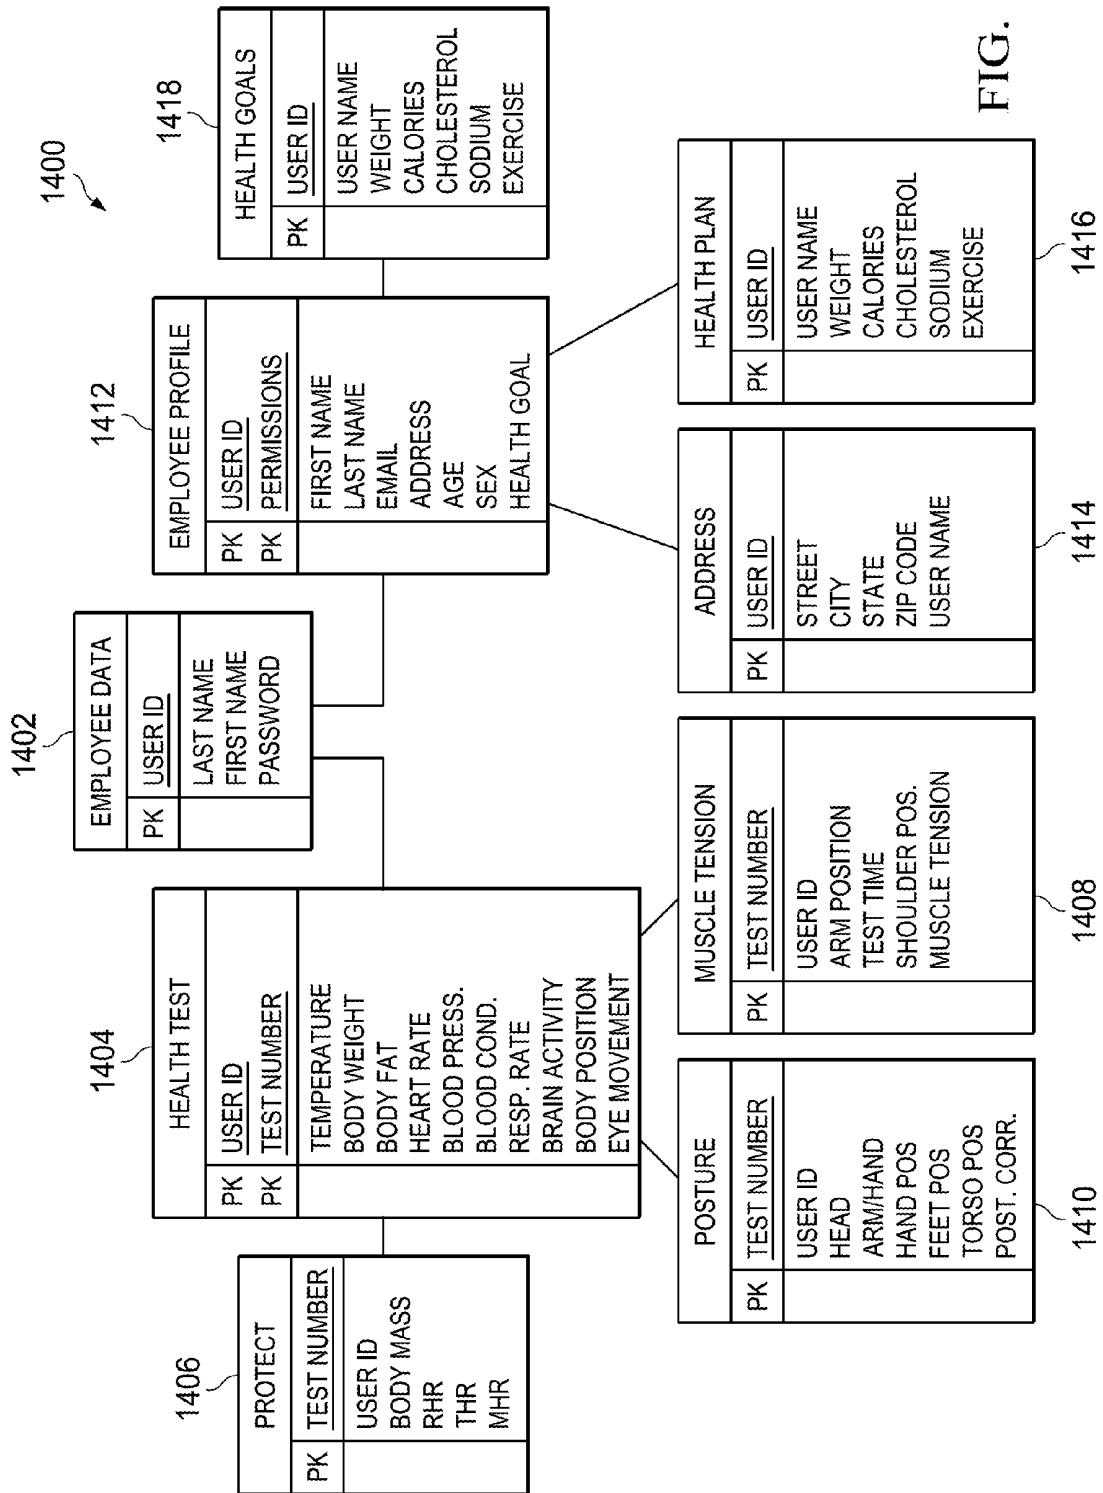 1400
1402
EMPLOYEE DATA
PK USER ID
LAST NAME
FIRST NAME
PASSWORD
1406
PROTECT
PK TEST NUMBER
USER ID
BODY MASS
RHR
THR
MHR
1404
HEALTH TEST
PK USER ID
PK TEST NUMBER
TEMPERATURE
BODY WEIGHT
BODY FAT
HEART RATE
BLOOD PRESS.
BLOOD COND.
RESP. RATE
BRAIN ACTIVITY
BODY POSITION
EYE MOVEMENT
1412
EMPLOYEE PROFILE
PK USER ID
PK PERMISSIONS
FIRST NAME
LAST NAME
EMAIL
ADDRESS
AGE
SEX
HEALTH GOAL
1418
HEALTH GOALS
PK USER ID
USER NAME
WEIGHT
CALORIES
CHOLESTEROL
SODIUM
EXERCISE
POSTURE
PK TEST NUMBER
USER ID
HEAD
ARM/HAND
HAND POS
FEET POS
TORSO POS
POST. CORR.
1410
MUSCLE TENSION
PK TEST NUMBER
USER ID
ARM POSITION
TEST TIME
SHOULDER POS.
MUSCLE TENSION
1408
ADDRESS
PK USER ID
STREET
CITY
STATE
ZIP CODE
USER NAME
1414
HEALTH PLAN
PK USER ID
USER NAME
WEIGHT
CALORIES
CHOLESTEROL
SODIUM
EXERCISE
1416
FIG.